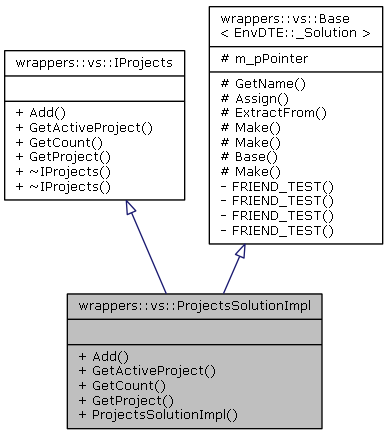 wrappers::vs::IProjects
+ Add()
+ GetActiveProject()
+ GetCount()
+ GetProject()
+ ~IProjects()
+ ~IProjects()
wrappers::vs::Base
< EnvDTE::_Solution >
# m_pPointer
# GetName()
# Assign()
# ExtractFrom()
# Make()
# Make()
# Base()
# Make()
- FRIEND_TEST()
- FRIEND_TEST()
- FRIEND_TEST()
- FRIEND_TEST()
wrappers::vs::ProjectsSolutionImpl
+ Add()
+ GetActiveProject()
+ GetCount()
+ GetProject()
+ ProjectsSolutionImpl()